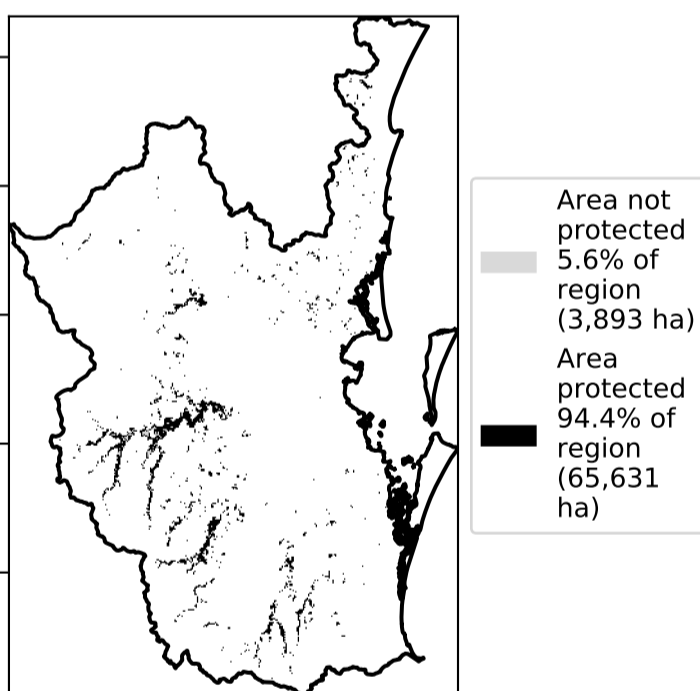 Area not
protected
5.6% of
region
(3,893 ha)
Area
protected
94.4% of
region
(65,631
ha)